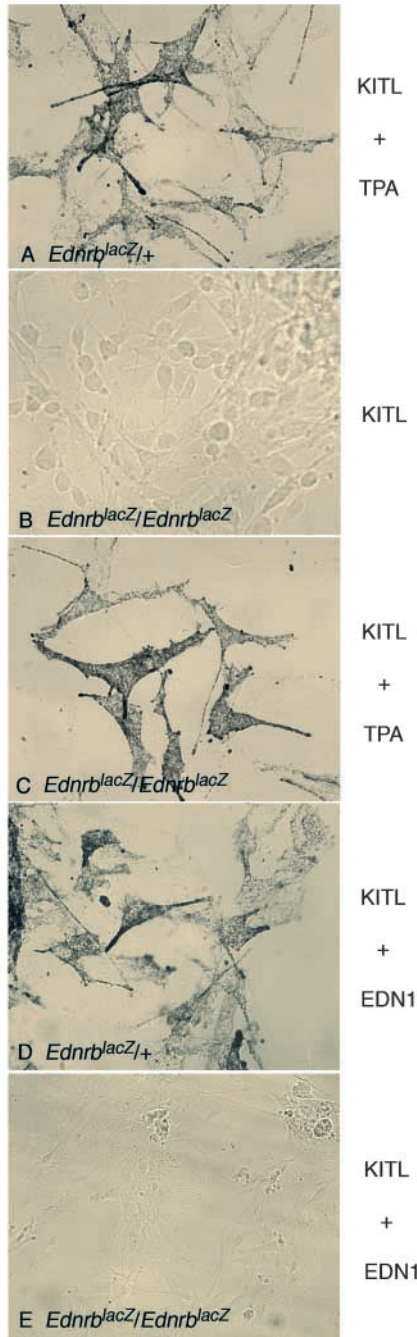 KITL
+
TPA
A Ednrb^lacZ/+
KITL
B Ednrb^lacZ/Ednrb^lacZ
KITL
+
TPA
C Ednrb^lacZ/Ednrb^lacZ
KITL
+
EDN1
D Ednrb^lacZ/+
KITL
+
EDN1
E Ednrb^lacZ/Ednrb^lacZ